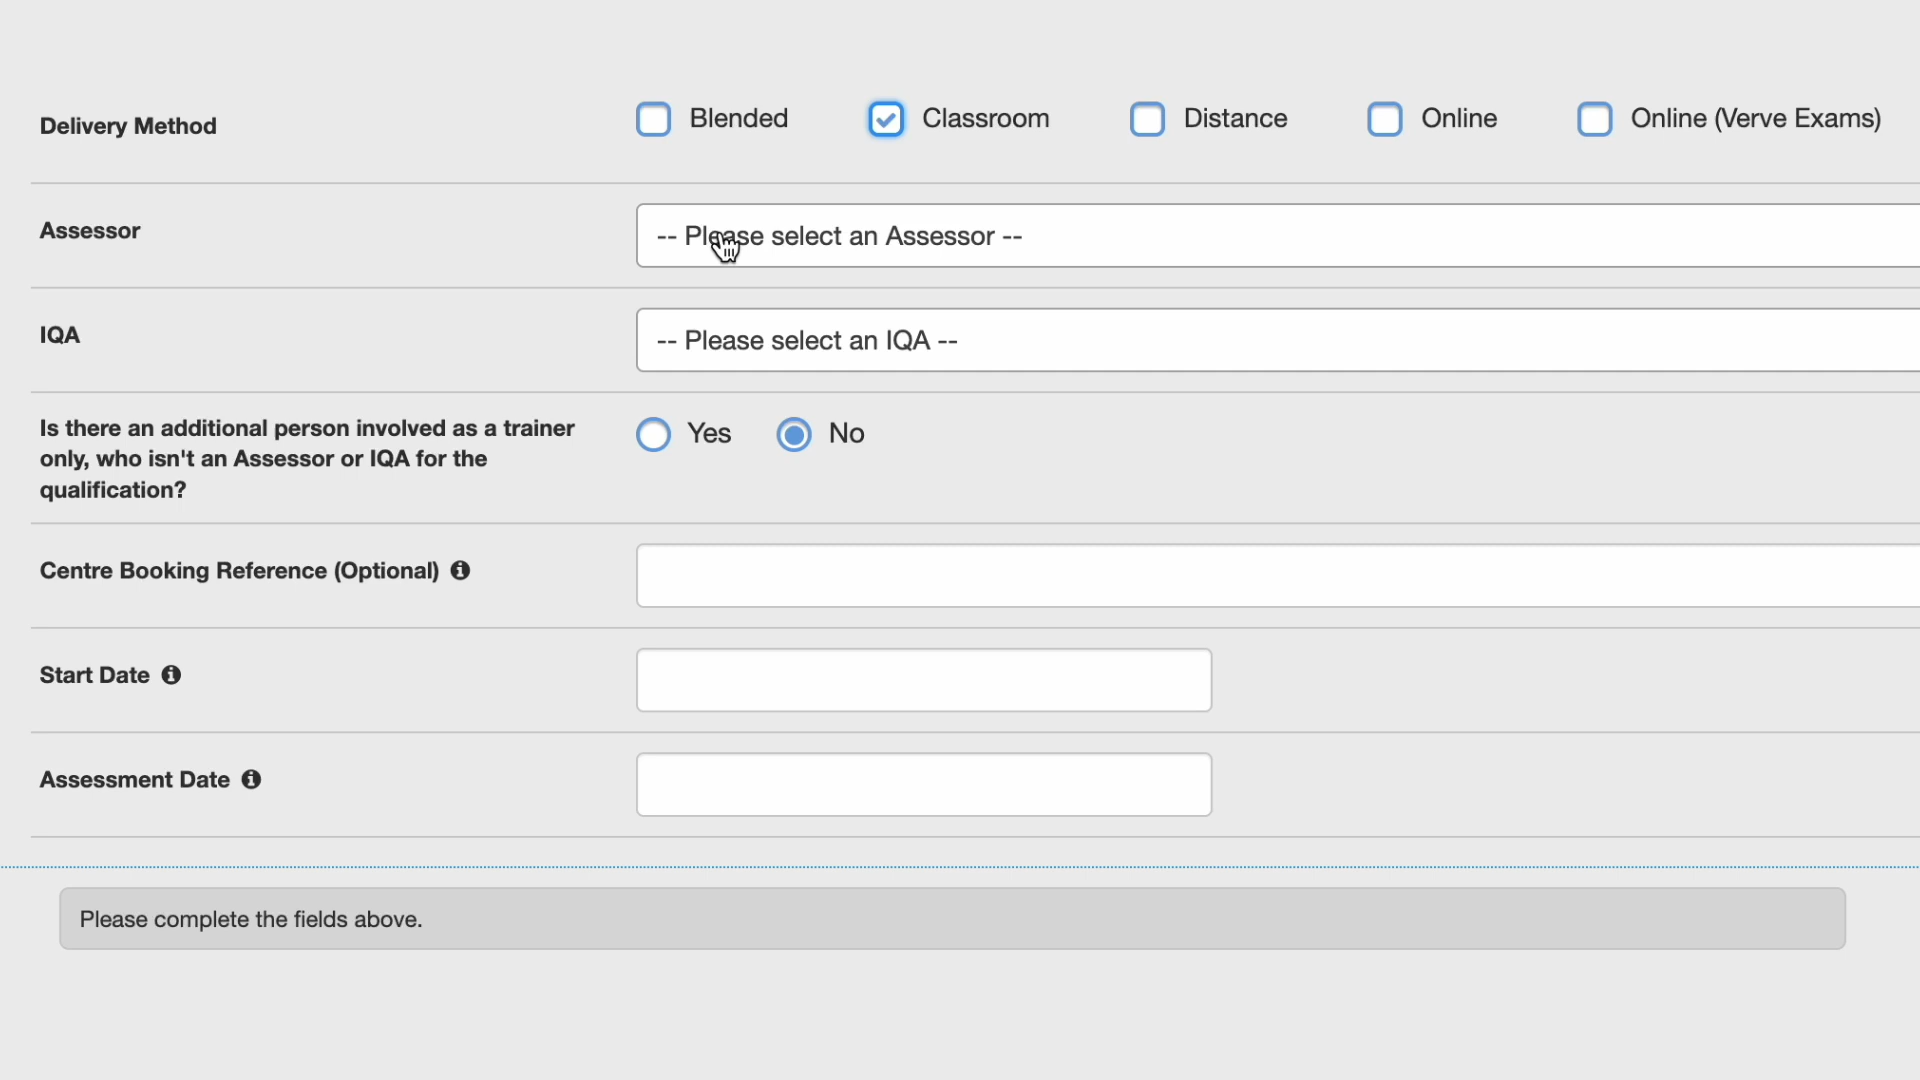 Delivery Method
Blended Classroom Distance Online Online (Verve Exams)
Assessor
-- Please select an Assessor --
IQA
-- Please select an IQA --
Is there an additional person involved as a trainer
only, who isn't an Assessor or IQA for the
qualification?
Yes No
Centre Booking Reference (Optional)
Start Date
Assessment Date
Please complete the fields above.